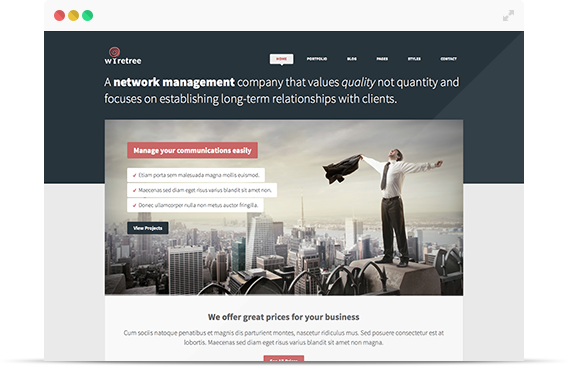 wiretree
HOME PORTFOLIO BLOG PAGES STYLES CONTACT
A network management company that values quality not quantity and
focuses on establishing long-term relationships with clients.
Manage your communications easily
✓ Etiam porta sem malesuada magna mollis euismod.
✓ Maecenas sed diam eget risus varius blandit sit amet non.
✓ Donec ullamcorper nulla non metus auctor fringilla.
View Projects
We offer great prices for your business
Cum sociis natoque penatibus et magnis dis parturient montes, nascetur ridiculus mus. Sed posuere consectetur est at
lobortis. Maecenas sed diam eget risus varius blandit sit amet non magna.